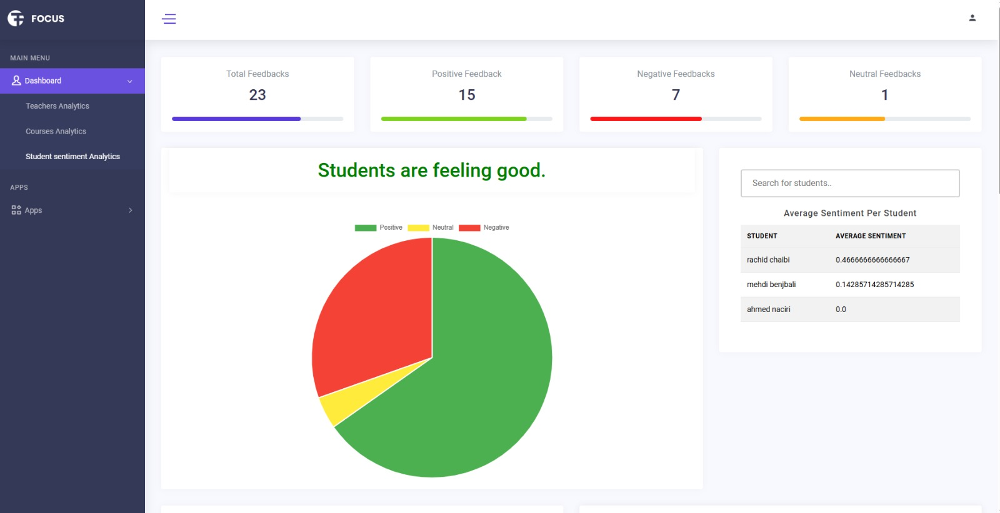 FOCUS
MAIN MENU
Dashboard
Teachers Analytics
Courses Analytics
Student sentiment Analytics
APPS
Apps
Total Feedbacks
23
Positive Feedback
15
Negative Feedbacks
7
Neutral Feedbacks
1
Students are feeling good.
Positive Neutral Negative
Search for students..
Average Sentiment Per Student
STUDENT AVERAGE SENTIMENT
rachid chaibi 0.4666666666666667
mehdi benjbali 0.14285714285714285
ahmed naciri 0.0